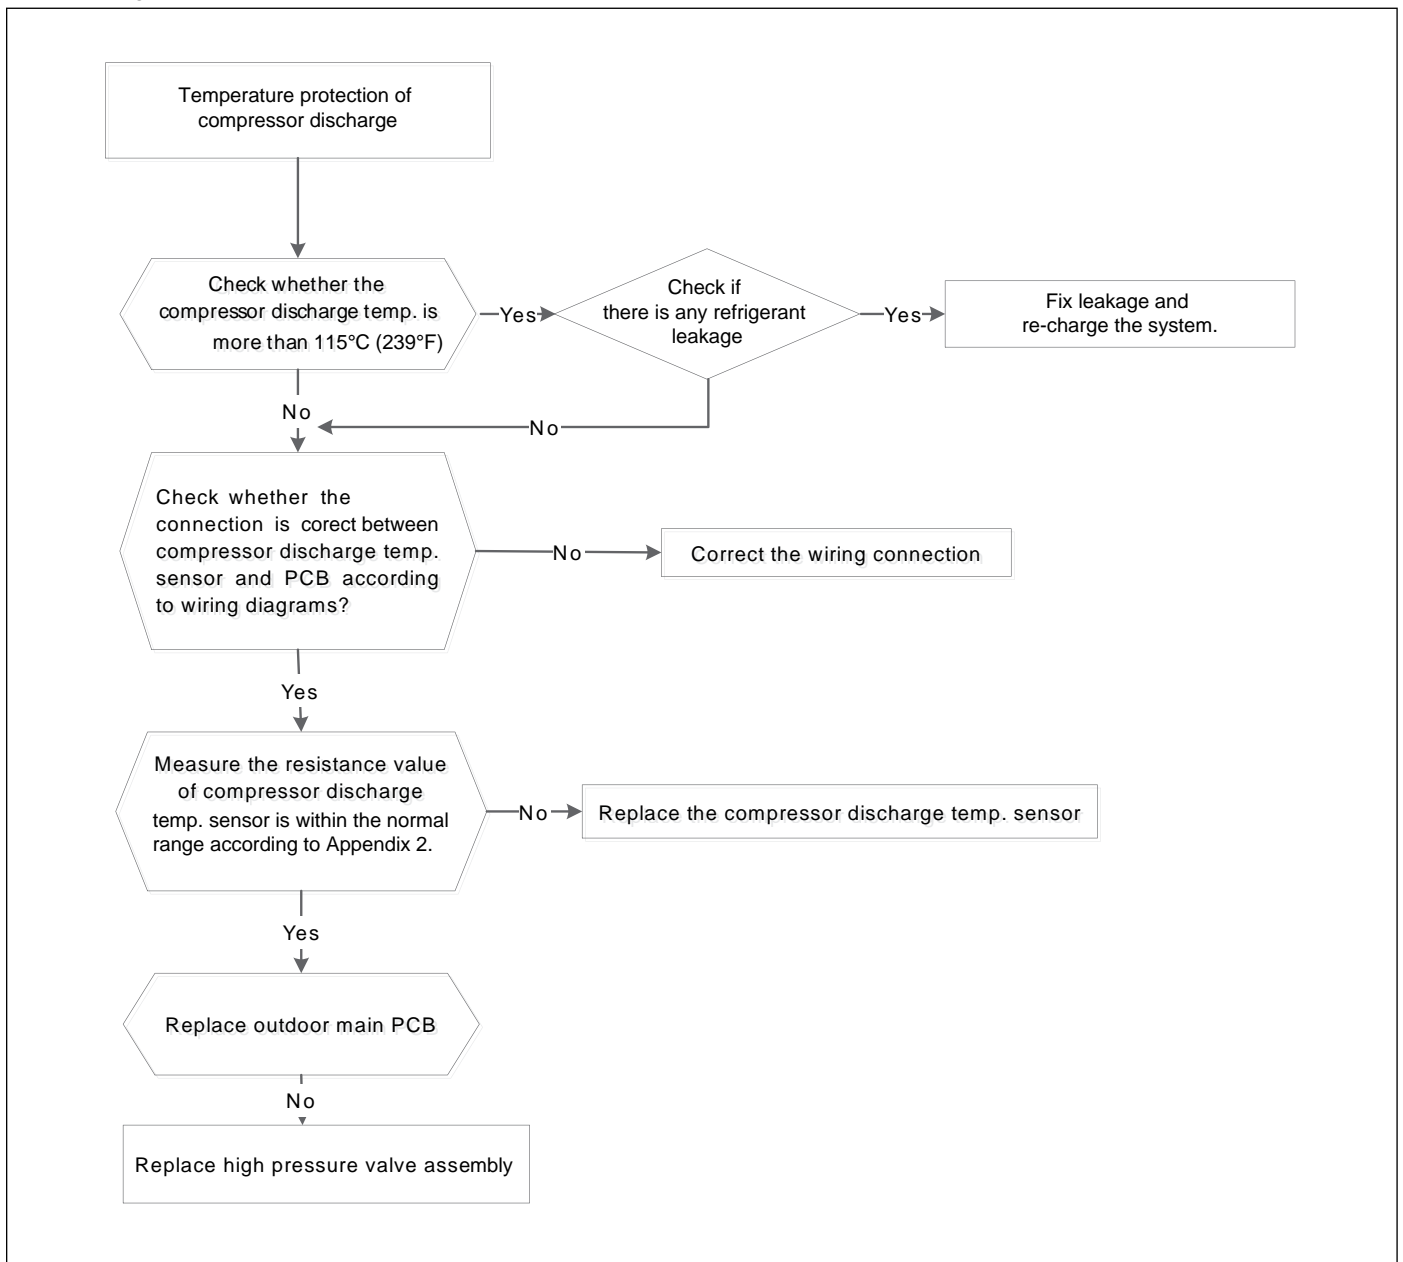 Temperature protection of
compressor discharge
Check whether the
compressor discharge temp. is
more than 115°C (239°F)
Yes
Check if
there is any refrigerant
leakage
Yes
Fix leakage and
re-charge the system.
No
No
Check whether the
connection is corect between
compressor discharge temp.
sensor and PCB according
to wiring diagrams?
No
Correct the wiring connection
Yes
Measure the resistance value
of compressor discharge
temp. sensor is within the normal
range according to Appendix 2.
No
Replace the compressor discharge temp. sensor
Yes
Replace outdoor main PCB
No
Replace high pressure valve assembly